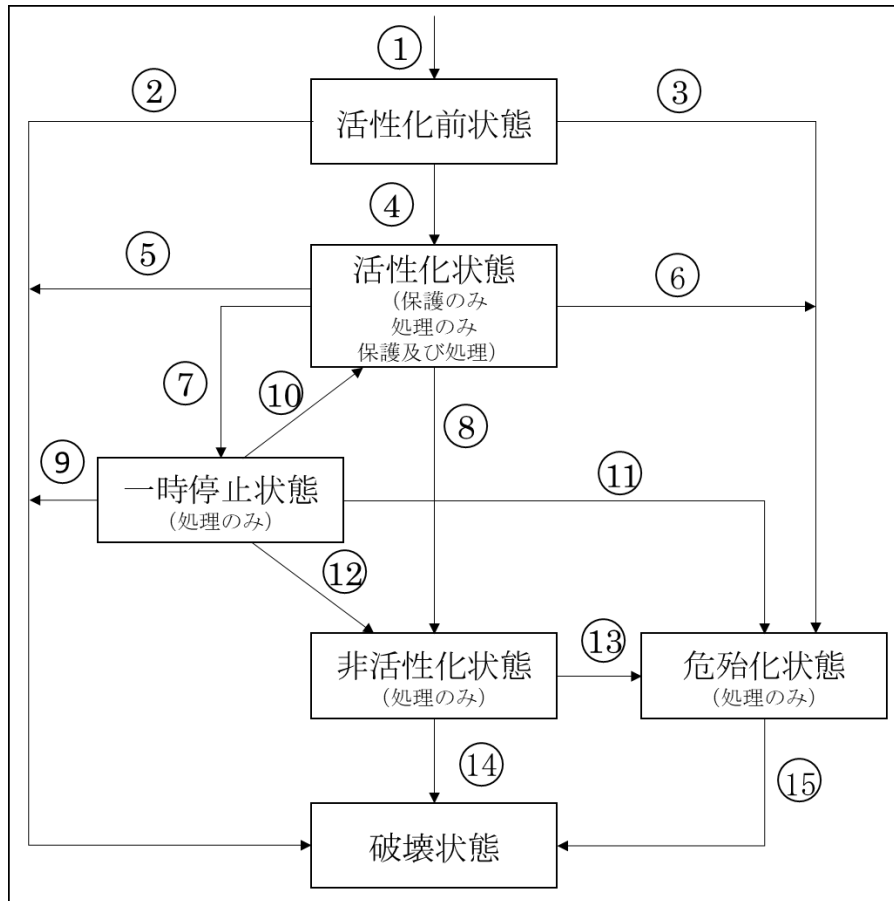 ①
②
③
活性化前状態
④
⑤
活性化状態
（保護のみ
処理のみ
保護及び処理）
⑥
⑦
⑩
⑧
⑨
一時停止状態
（処理のみ）
⑪
⑫
非活性化状態
（処理のみ）
⑬
危殆化状態
（処理のみ）
⑭
⑮
破壊状態